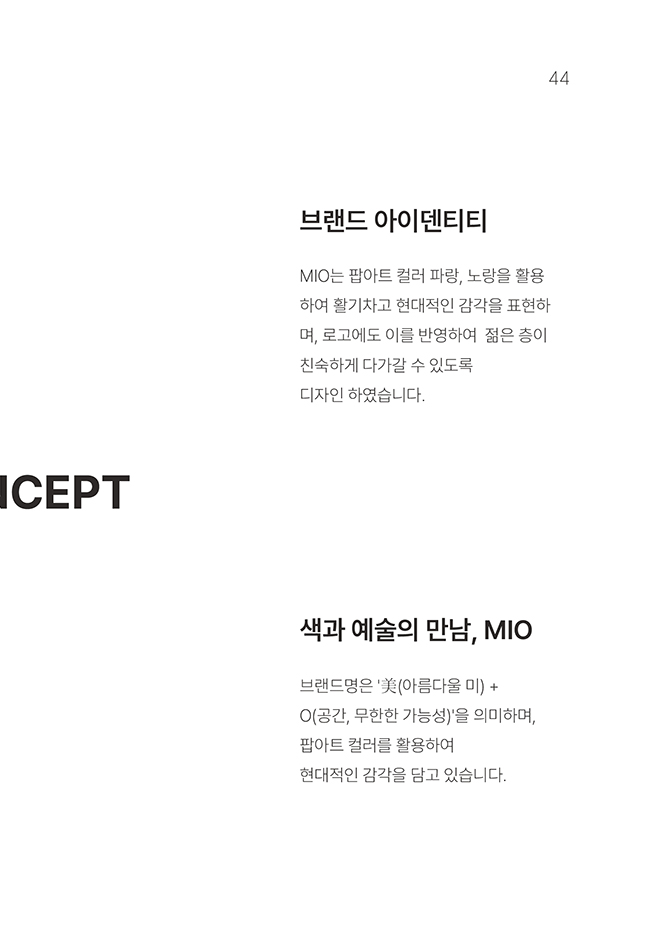 44
브랜드 아이덴티티
MIO는 팝아트 컬러 파랑, 노랑을 활용
하여 활기차고 현대적인 감각을 표현하
며, 로고에도 이를 반영하여 젊은 층이
친숙하게 다가갈 수 있도록
디자인 하였습니다.
NCEPT
색과 예술의 만남, MIO
브랜드명은 '美(아름다울 미) +
O(공간, 무한한 가능성)'을 의미하며,
팝아트 컬러를 활용하여
현대적인 감각을 담고 있습니다.